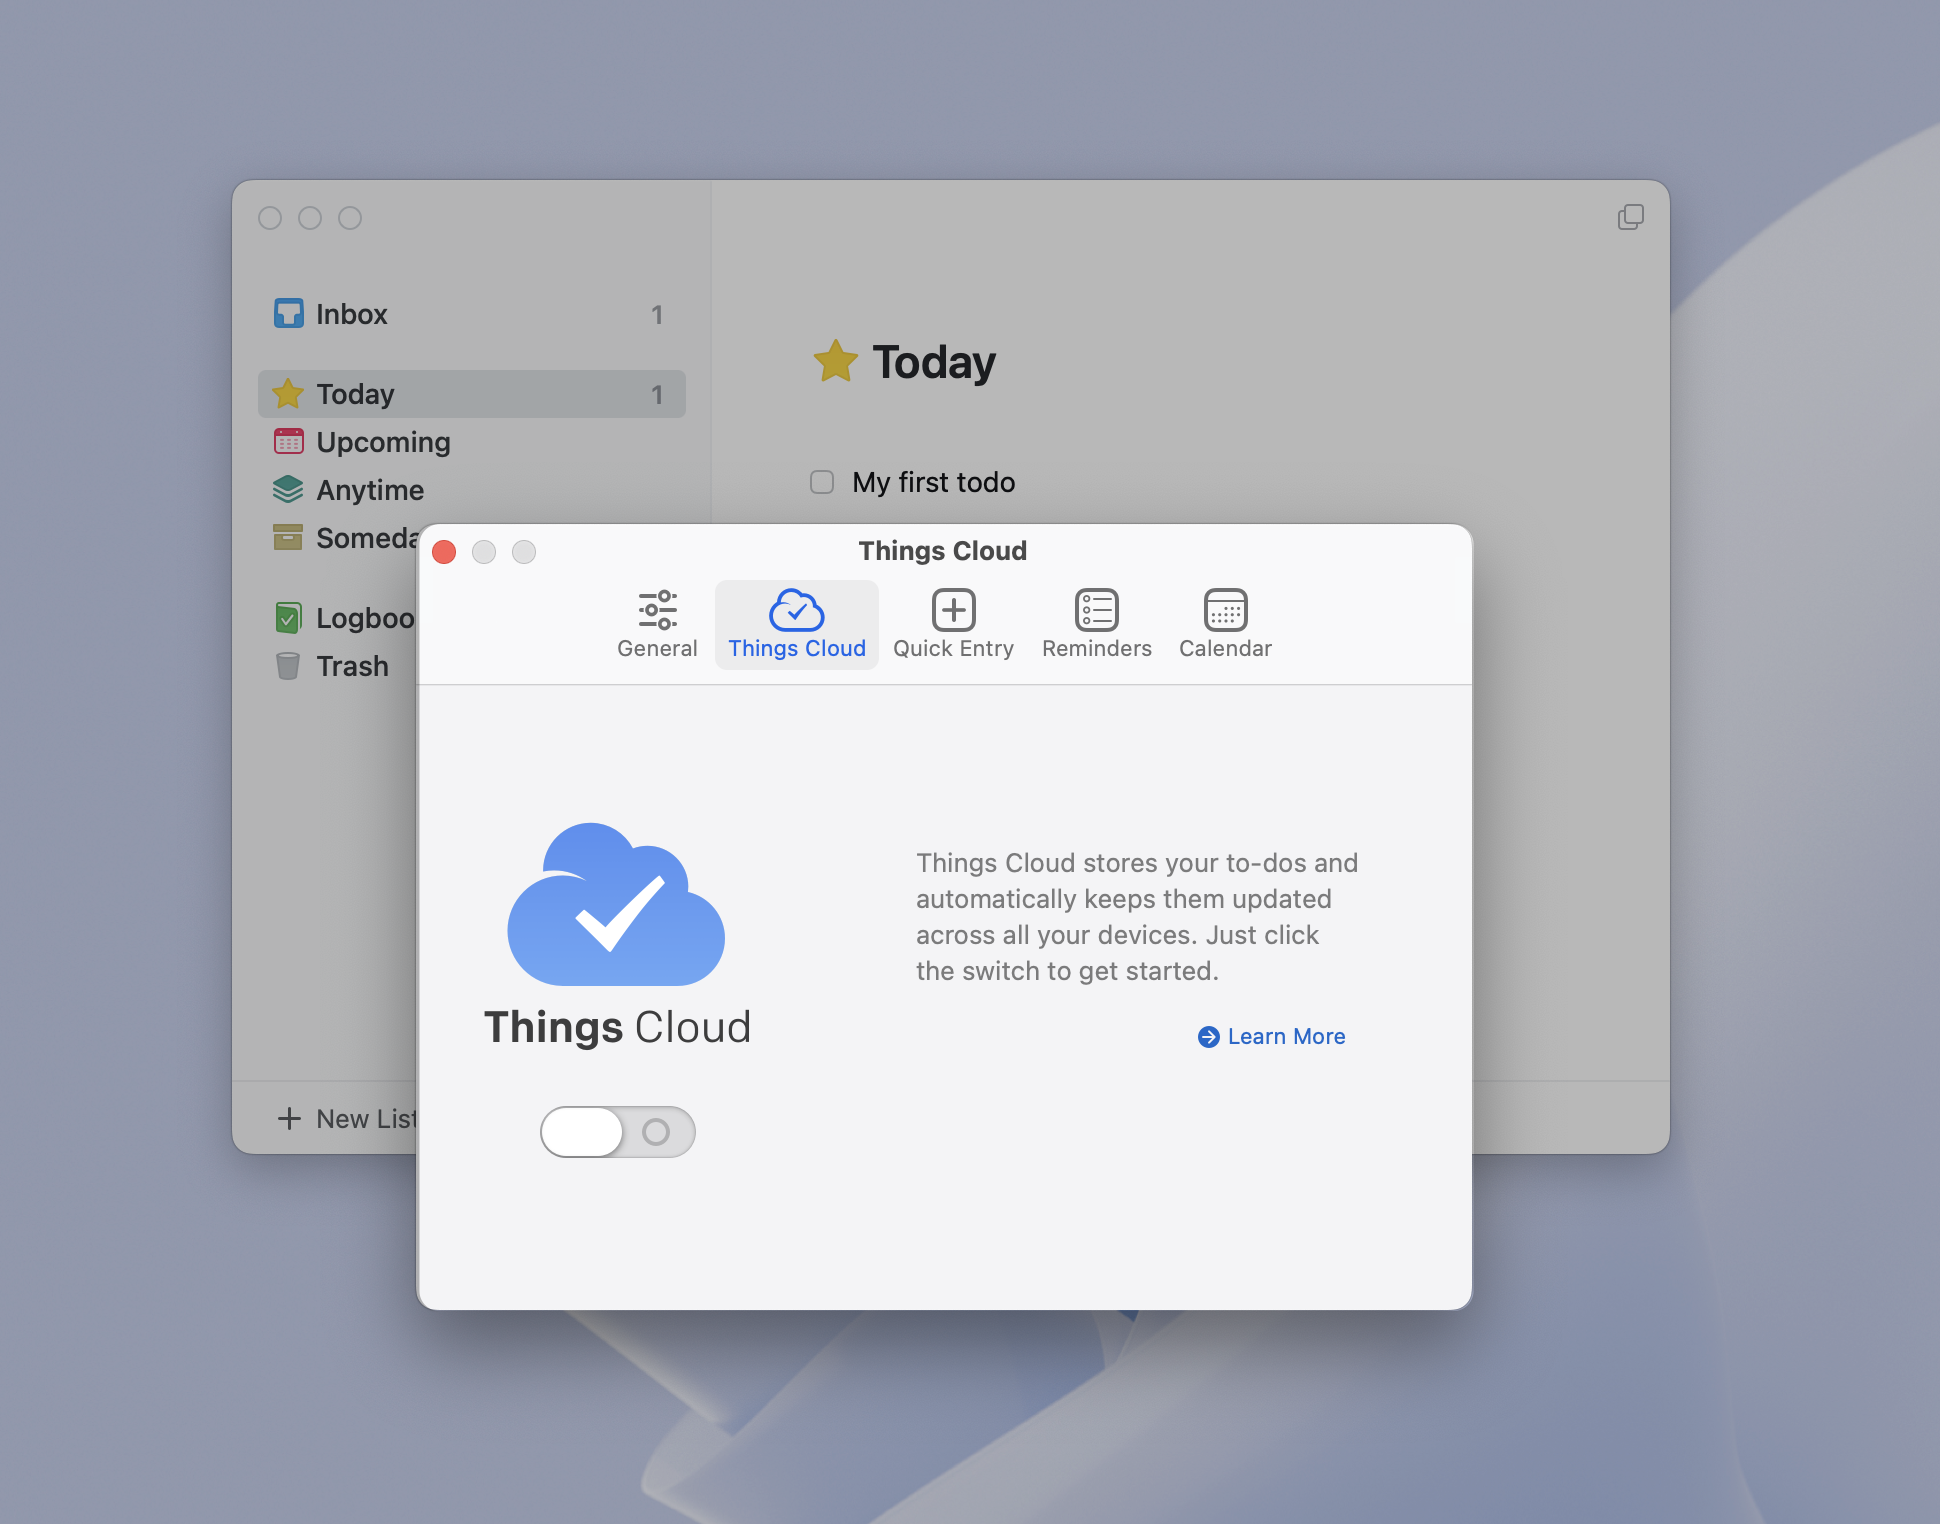 Inbox 1
Today 1
Upcoming
Anytime
Someda
Logboo
Trash
New List
Today
My first todo
Things Cloud
General
Things Cloud
Quick Entry
Reminders
Calendar
Things Cloud
Things Cloud stores your to-dos and
automatically keeps them updated
across all your devices. Just click
the switch to get started.
Learn More